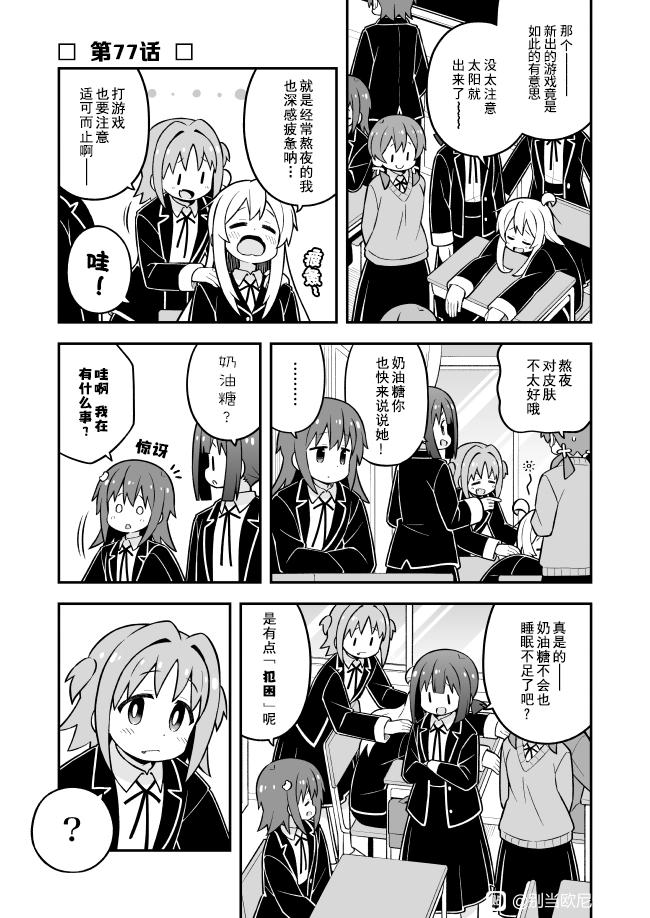 第77话
那个——
新出的游戏竟是
如此的有意思
没太注意
太阳就
出来了~~~~
就是经常熬夜的我
也深感疲惫呐…
疲惫、
打游戏
也要注意
适可而止啊——
哇！
熬夜
对皮肤
不太好哦
奶油糖你
也快来说说她！
………
奶油糖？
惊讶
哇啊 我在
有什么事？
真是的——
奶油糖不会也
睡眠不足了吧？
是有点「犯困」呢
？
别当欧尼